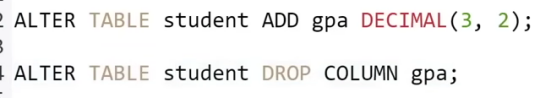 ALTER TABLE student ADD gpa DECIMAL(3, 2);
ALTER TABLE student DROP COLUMN gpa;